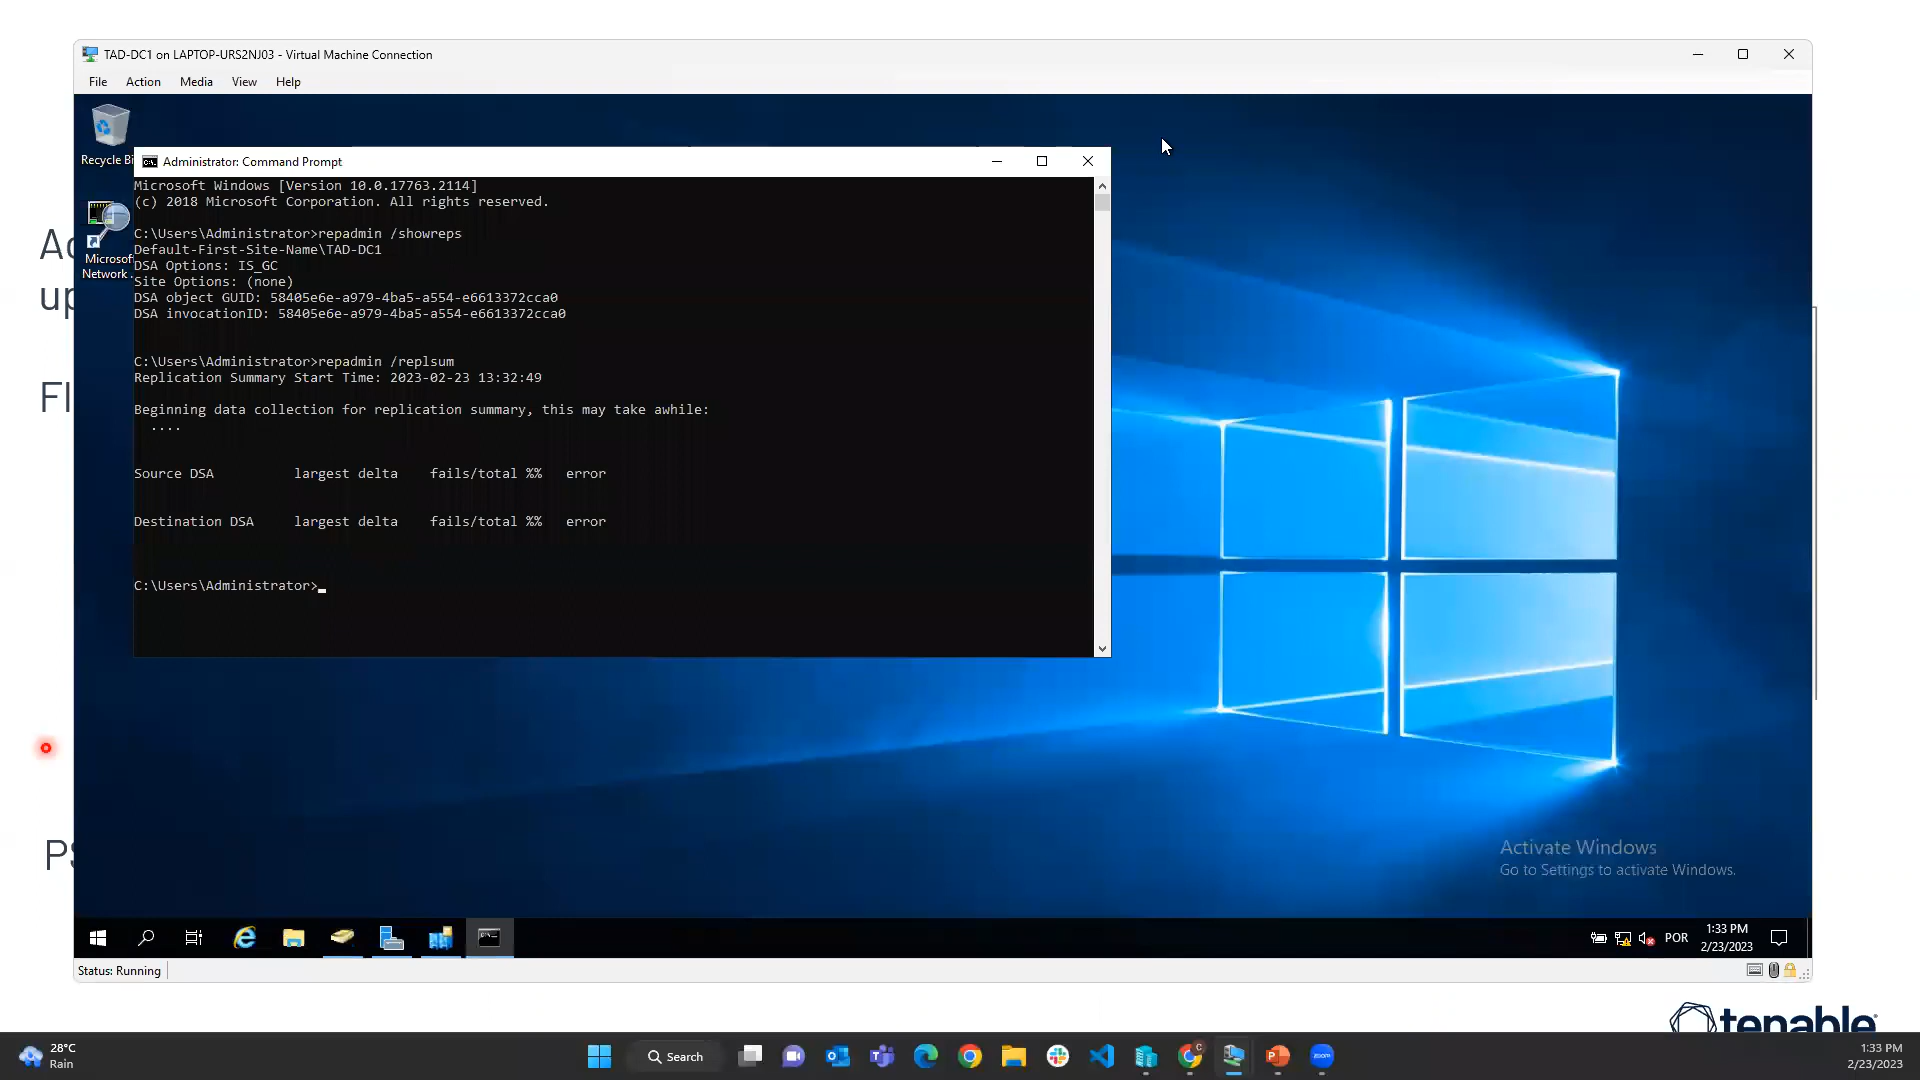 TAD-DC1 on LAPTOP-URS2NJ03 - Virtual Machine Connection
File Action Media View Help
Recycle Bi
Administrator: Command Prompt
Microsoft Windows [Version 10.0.17763.2114]
(c) 2018 Microsoft Corporation. All rights reserved.
C:\Users\Administrator>repadmin /showreps
Default-First-Site-Name\TAD-DC1
DSA Options: IS_GC
Site Options: (none)
DSA object GUID: 58405e6e-a979-4ba5-a554-e6613372cca0
DSA invocationID: 58405e6e-a979-4ba5-a554-e6613372cca0
C:\Users\Administrator>repadmin /replsum
Replication Summary Start Time: 2023-02-23 13:32:49
Beginning data collection for replication summary, this may take awhile:
....
Source DSA largest delta fails/total %% error
Destination DSA largest delta fails/total %% error
C:\Users\Administrator>_
Microsof
Network .
up
Activate Windows
Go to Settings to activate Windows.
POR
1:33 PM
2/23/2023
Status: Running
tenable
28°C
Rain
Search
zoom
1:33 PM
2/23/2023